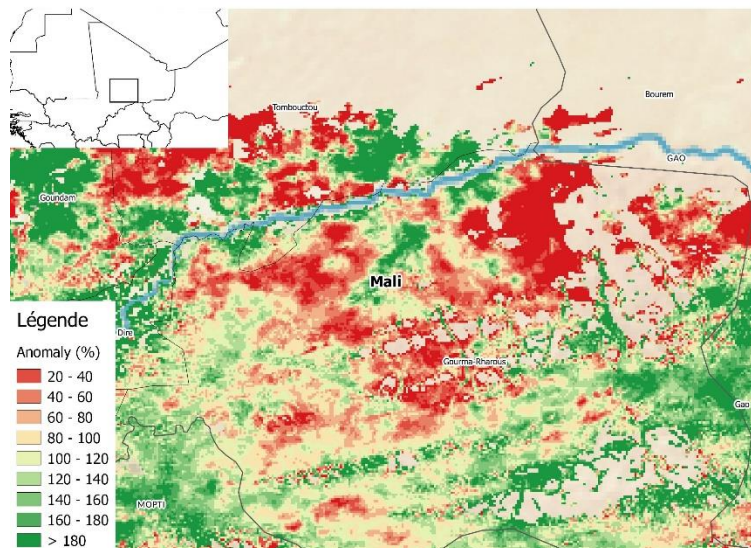 Tombouctou
Bourem
GAO
Goundam
Mali
Légende
Dire
Anomaly (%)
Gourma-Rharous
20 - 40
40 - 60
60 - 80
Gao
80 - 100
100 - 120
120 - 140
140 - 160
MOPTI
160 - 180
> 180